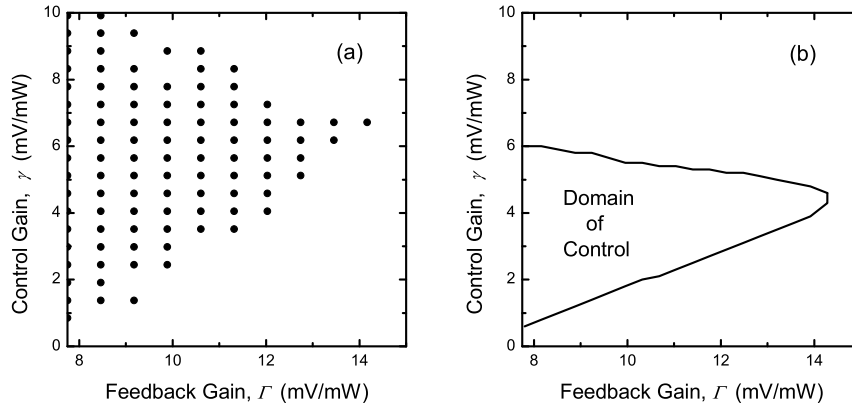 (a)
10
8
6
4
2
0
Control Gain, γ (mV/mW)
8 10 12 14
Feedback Gain, Γ (mV/mW)
(b)
10
8
6
4
2
0
Control Gain, γ (mV/mW)
Domain
of
Control
8 10 12 14
Feedback Gain, Γ (mV/mW)